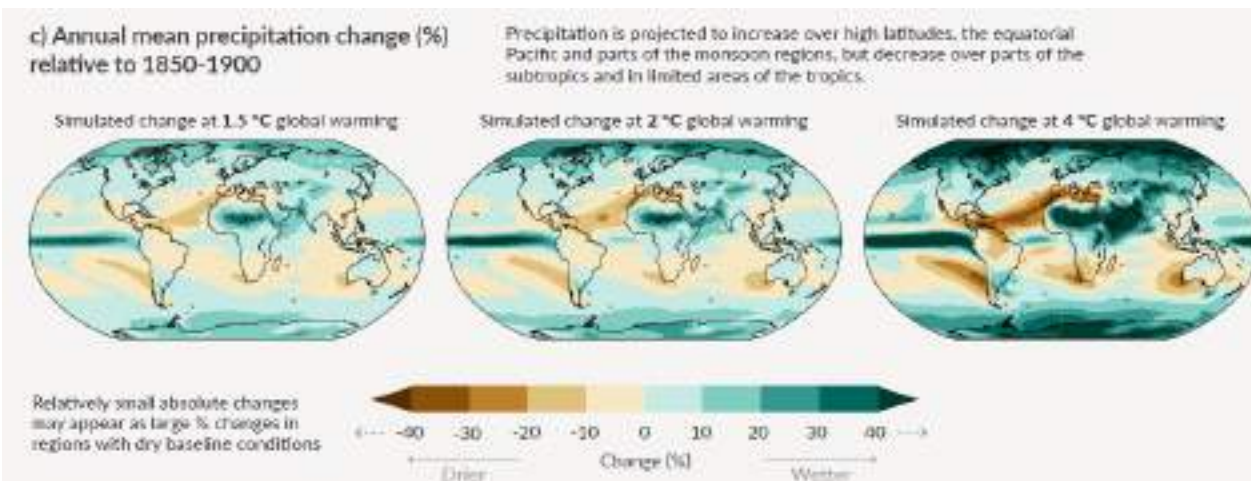 c) Annual mean precipitation change (%)
relative to 1850-1900
Precipitation is projected to increase over high latitudes, the equatorial
Pacific and parts of the monsoon regions, but decrease over parts of the
subtropics and in limited areas of the tropics.
Simulated change at 1.5 °C global warming
Simulated change at 2 °C global warming
Simulated change at 4 °C global warming
Relatively small absolute changes
may appear as large % changes in
regions with dry baseline conditions
-40 -30 -20 -10 0 10 20 30 40
Change (%)
Drier
Wetter